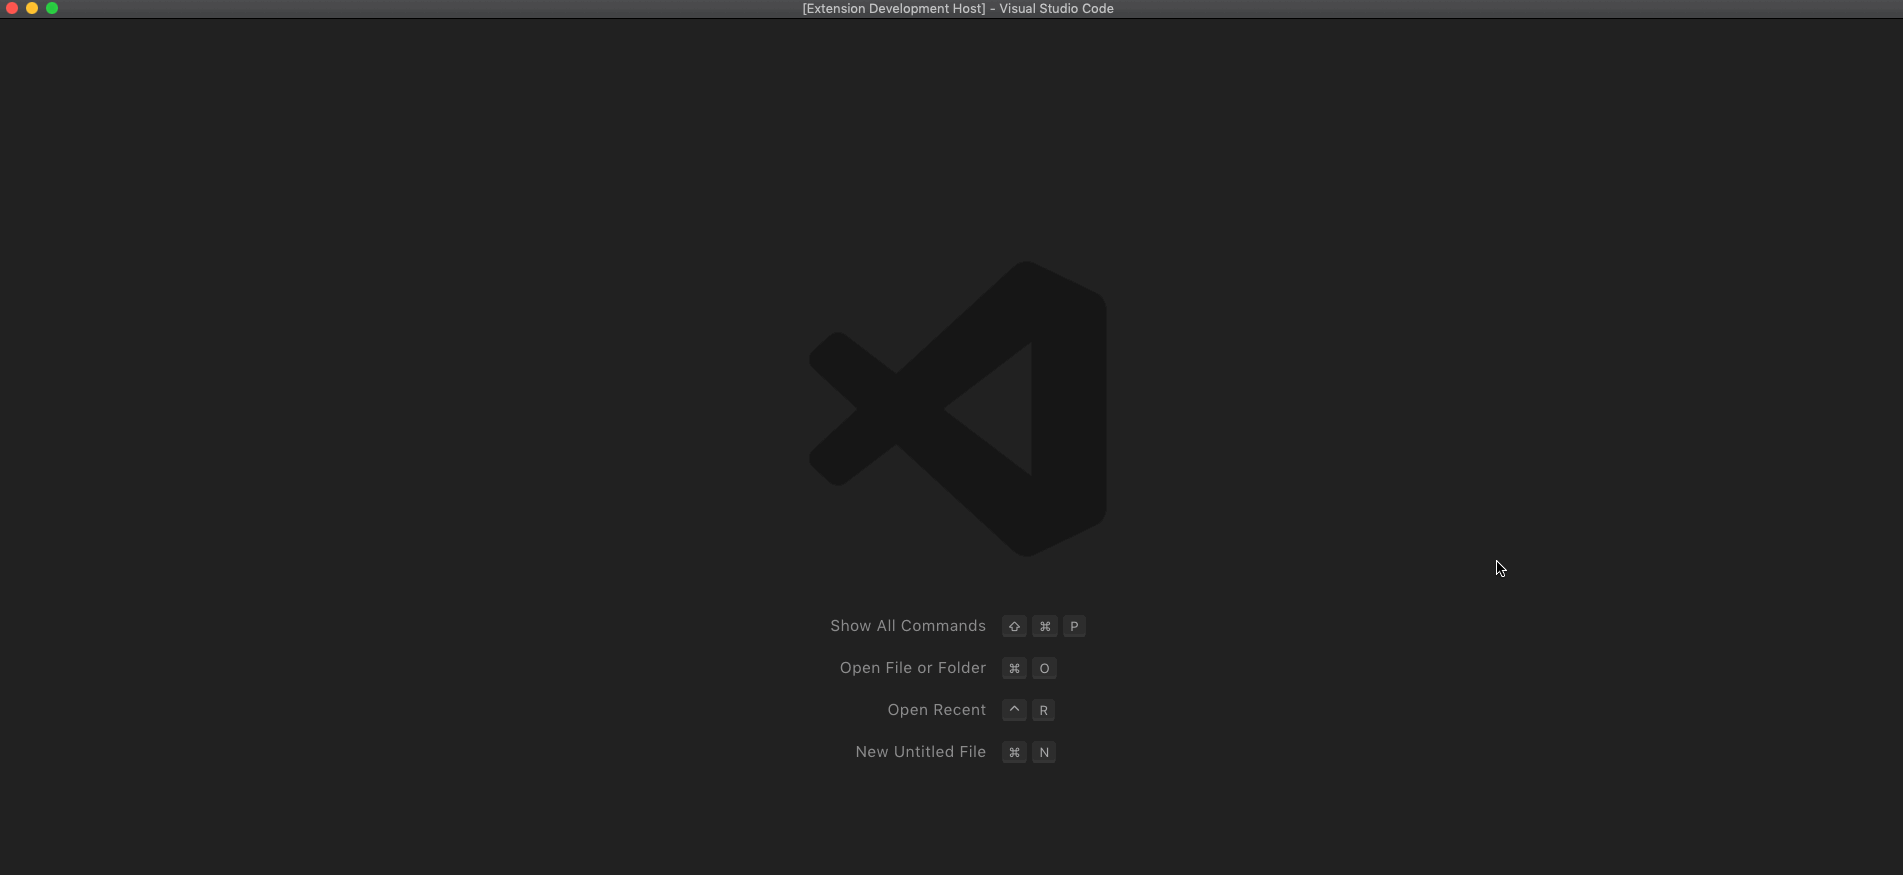 [Extension Development Host] - Visual Studio Code
Show All Commands ⇧ ⌘ P
Open File or Folder ⌘ O
Open Recent ^ R
New Untitled File ⌘ N